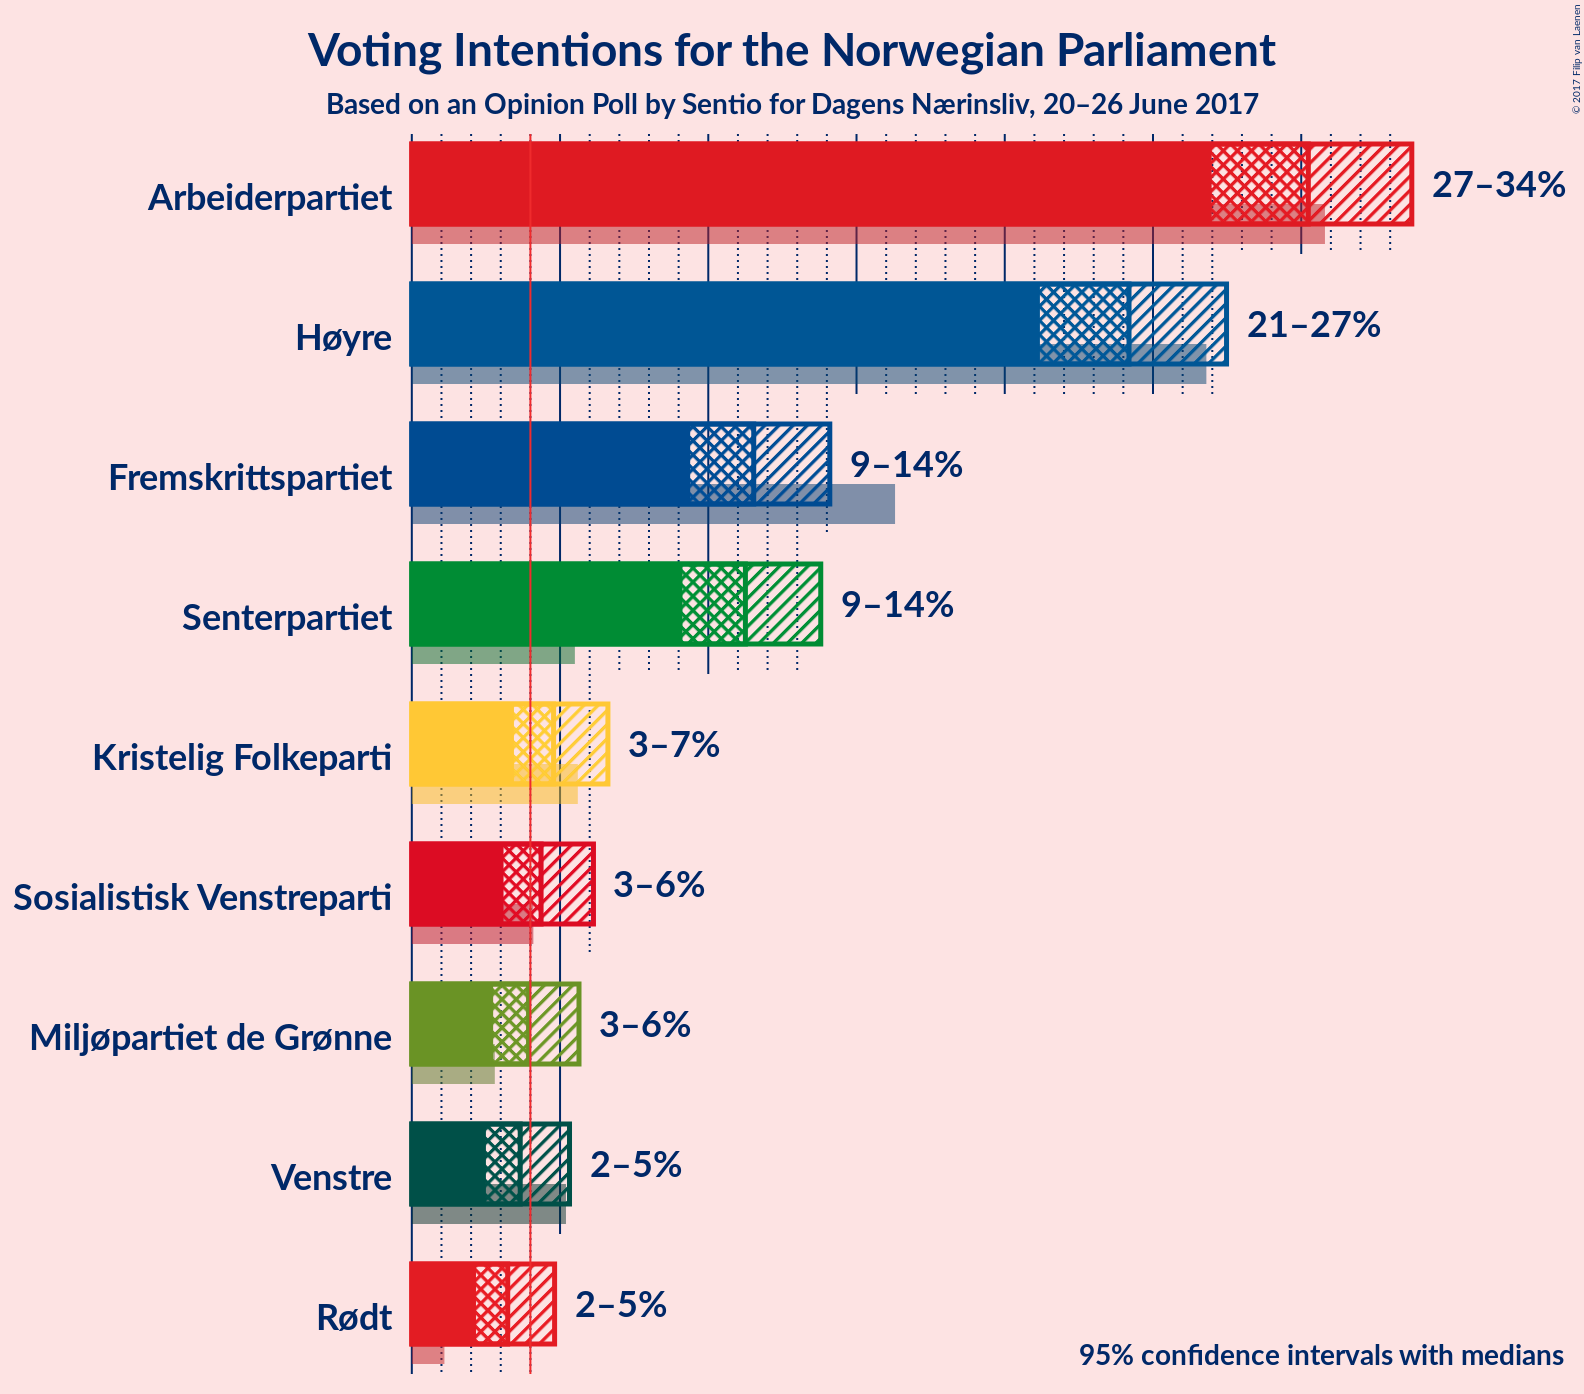 Voting Intentions for the Norwegian Parliament
Based on an Opinion Poll by Sentio for Dagens Nærinsliv, 20–26 June 2017
© 2017 Filip van Laenen
Arbeiderpartiet
27–34%
Høyre
21–27%
Fremskrittspartiet
9–14%
Senterpartiet
9–14%
Kristelig Folkeparti
3–7%
Sosialistisk Venstreparti
3–6%
Miljøpartiet de Grønne
3–6%
Venstre
2–5%
Rødt
2–5%
95% confidence intervals with medians